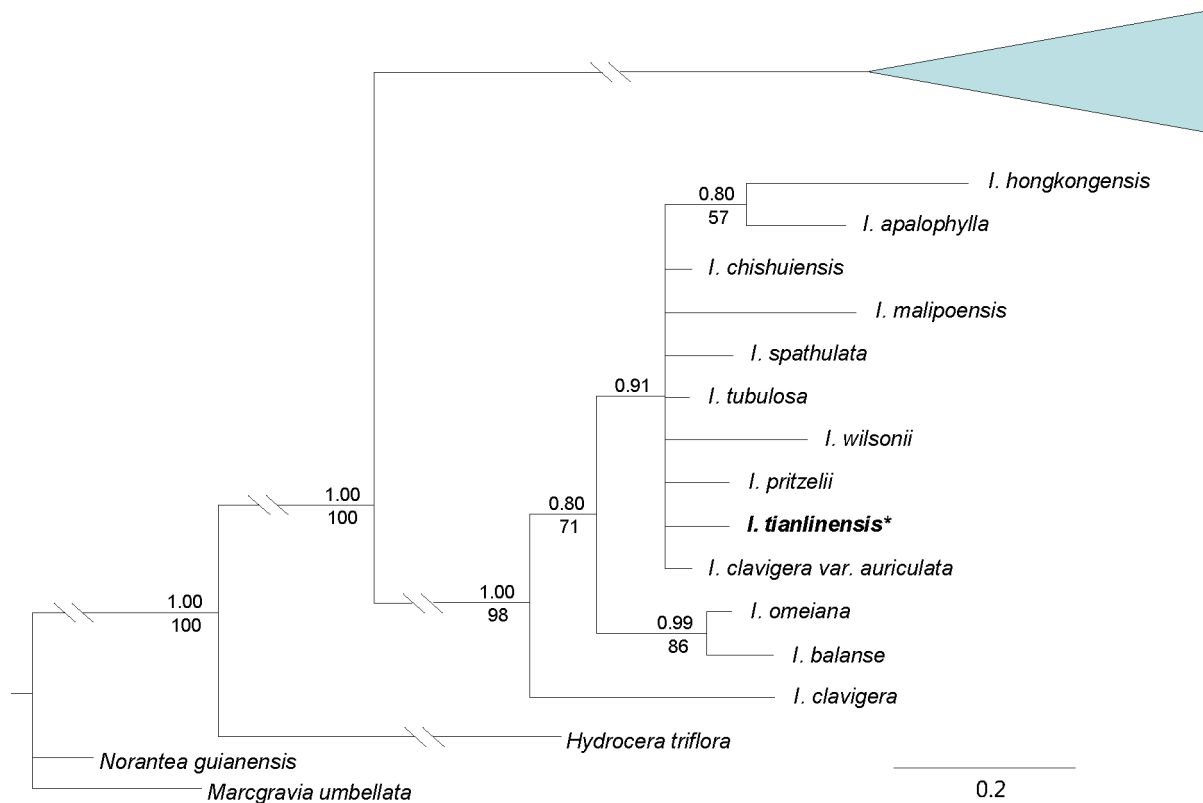 I. hongkongensis
0.80
57
I. apalophylla
I. chishuiensis
I. malipoensis
I. spathulata
0.91
I. tubulosa
I. wilsonii
I. pritzelii
1.00
100
0.80
71
I. tianlinensis*
I. clavigera var. auriculata
1.00
98
1.00
100
I. omeiana
0.99
86
I. balanse
I. clavigera
Hydrocera triflora
Norantea guianensis
Marcgravia umbellata
0.2